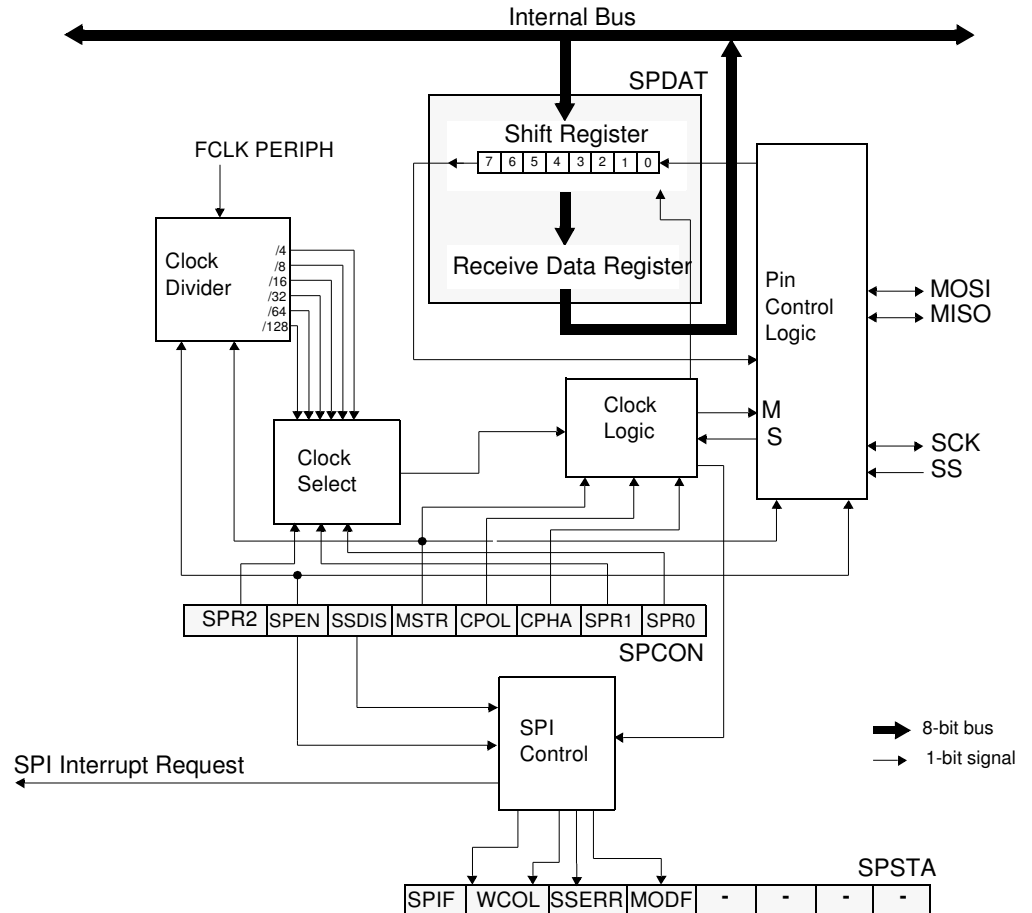 Internal Bus
SPDAT
Shift Register
7 6 5 4 3 2 1 0
FCLK PERIPH
Clock
Divider
/4
/8
/16
/32
/64
/128
Receive Data Register
Pin
Control
Logic
MOSI
MISO
Clock
Logic
M
S
SCK
SS
Clock
Select
SPR2 SPEN SSDIS MSTR CPOL CPHA SPR1 SPR0
SPCON
SPI
Control
8-bit bus
1-bit signal
SPI Interrupt Request
SPSTA
SPIF WCOL SSERR MODF - - - -